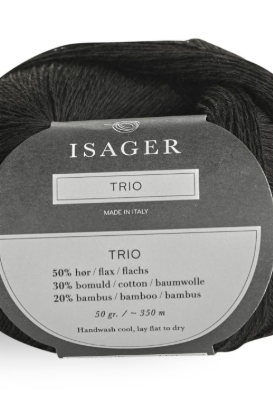 ISAGER
TRIO
MADE IN ITALY
TRIO
50% hør / flax / flachs
30% bomuld / cotton / baumwolle
20% bambus / bamboo / bambus
50 gr. / ~ 350 m
Handwash cool, lay flat to dry